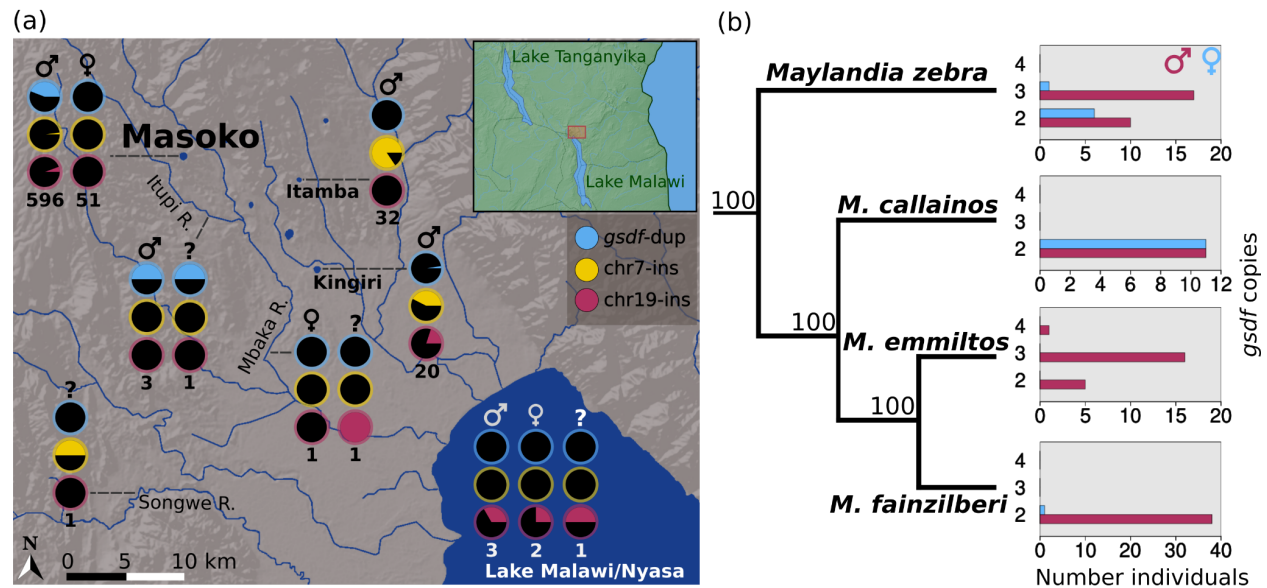 (a)
♂ ♀
Masoko
596 51
♂
Itamba
32
Lake Tanganyika
Lake Malawi
gsdf-dup
chr7-ins
chr19-ins
Itupi R.
♂ ?
3 1
Kingiri
♂
20
Mbaka R.
♀ ?
1 1
?
1
Songwe R.
♂ ♀ ?
3 2 1
Lake Malawi/Nyasa
N
0 5 10 km
(b)
100
Maylandia zebra
♂ ♀
4
3
2
0 5 10 15 20
100
M. callainos
4
3
2
0 2 4 6 8 10 12
100
M. emmiltos
4
3
2
0 5 10 15 20
M. fainzilberi
4
3
2
0 10 20 30 40
Number individuals
gsdf copies